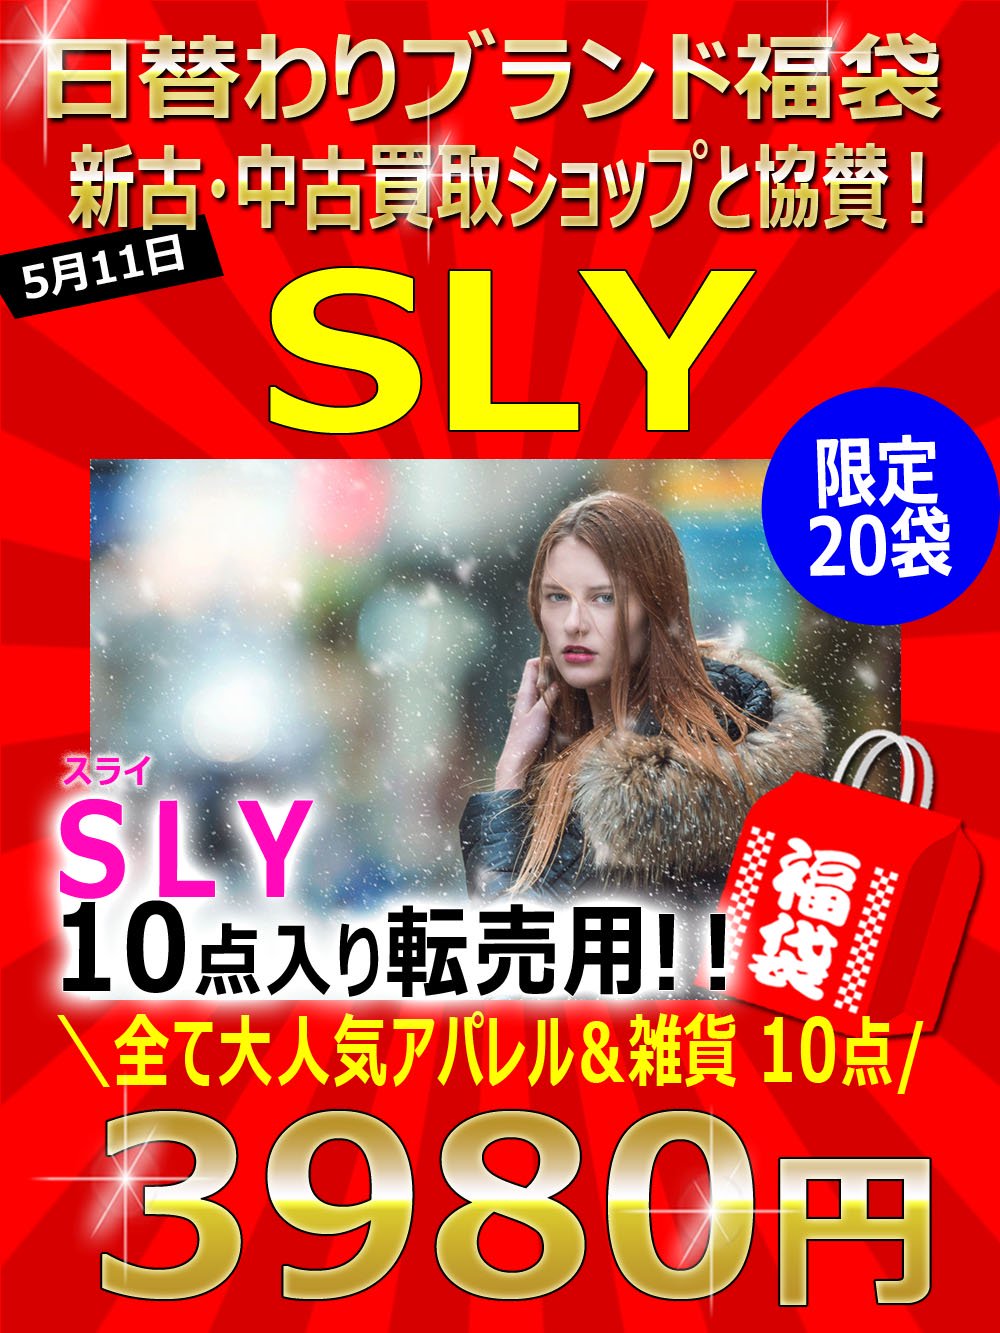 日替わりブランド福袋
新古・中古買取ショップと協賛！
5月11日
SLY
限定
20袋
スライ
SLY
10点入り転売用!!
福袋
\全て大人気アパレル&雑貨 10点/
3980円